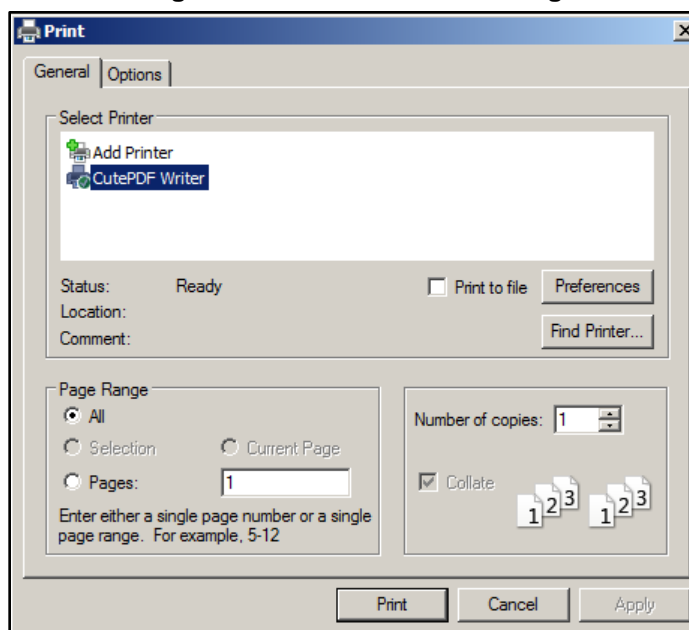 Print
General Options
Select Printer
Add Printer
CutePDF Writer
Status: Ready Print to file Preferences
Location:
Comment: Find Printer...
Page Range
All
Selection Current Page
Pages: 1
Enter either a single page number or a single
page range. For example, 5-12
Number of copies: 1
Collate
1 2 3 1 2 3
Print Cancel Apply